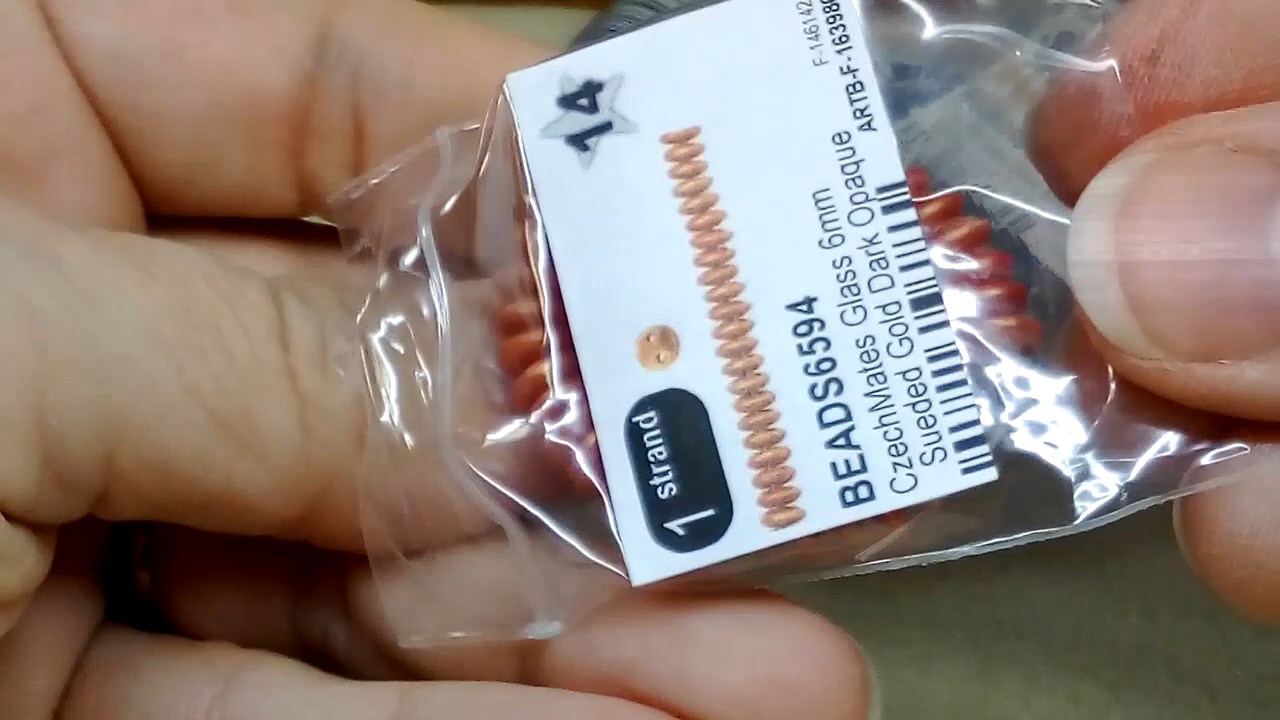 14
1 strand
BEADS6594
CzechMates Glass 6mm
Sueded Gold Dark Opaque
F-146142
ARTB-F-16398